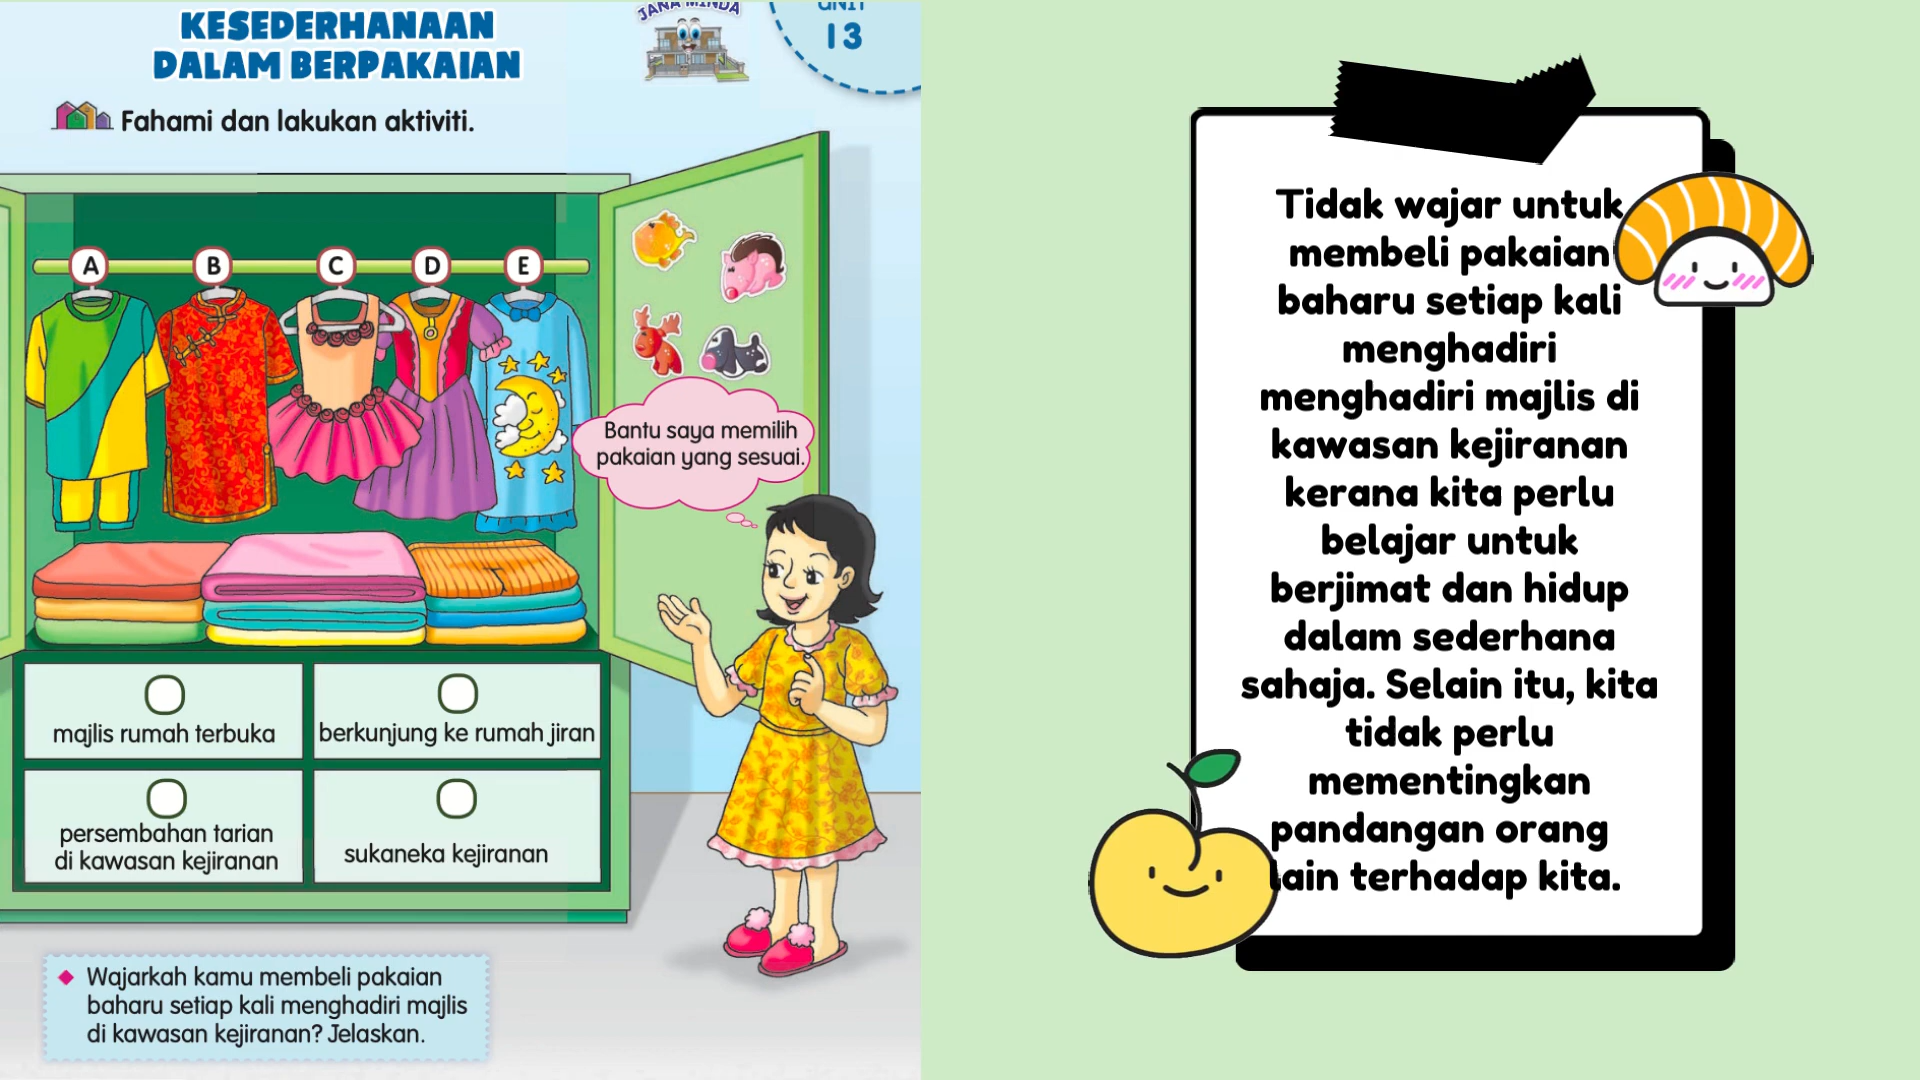 KESEDERHANAAN
DALAM BERPAKAIAN
JANA MINDA
UNIT
13
Fahami dan lakukan aktiviti.
A
B
C
D
E
Bantu saya memilih
pakaian yang sesuai.
majlis rumah terbuka
berkunjung ke rumah jiran
persembahan tarian
di kawasan kejiranan
sukaneka kejiranan
Wajarkah kamu membeli pakaian
baharu setiap kali menghadiri majlis
di kawasan kejiranan? Jelaskan.
Tidak wajar untuk
membeli pakaian
baharu setiap kali
menghadiri
menghadiri majlis di
kawasan kejiranan
kerana kita perlu
belajar untuk
berjimat dan hidup
dalam sederhana
sahaja. Selain itu, kita
tidak perlu
mementingkan
pandangan orang
lain terhadap kita.